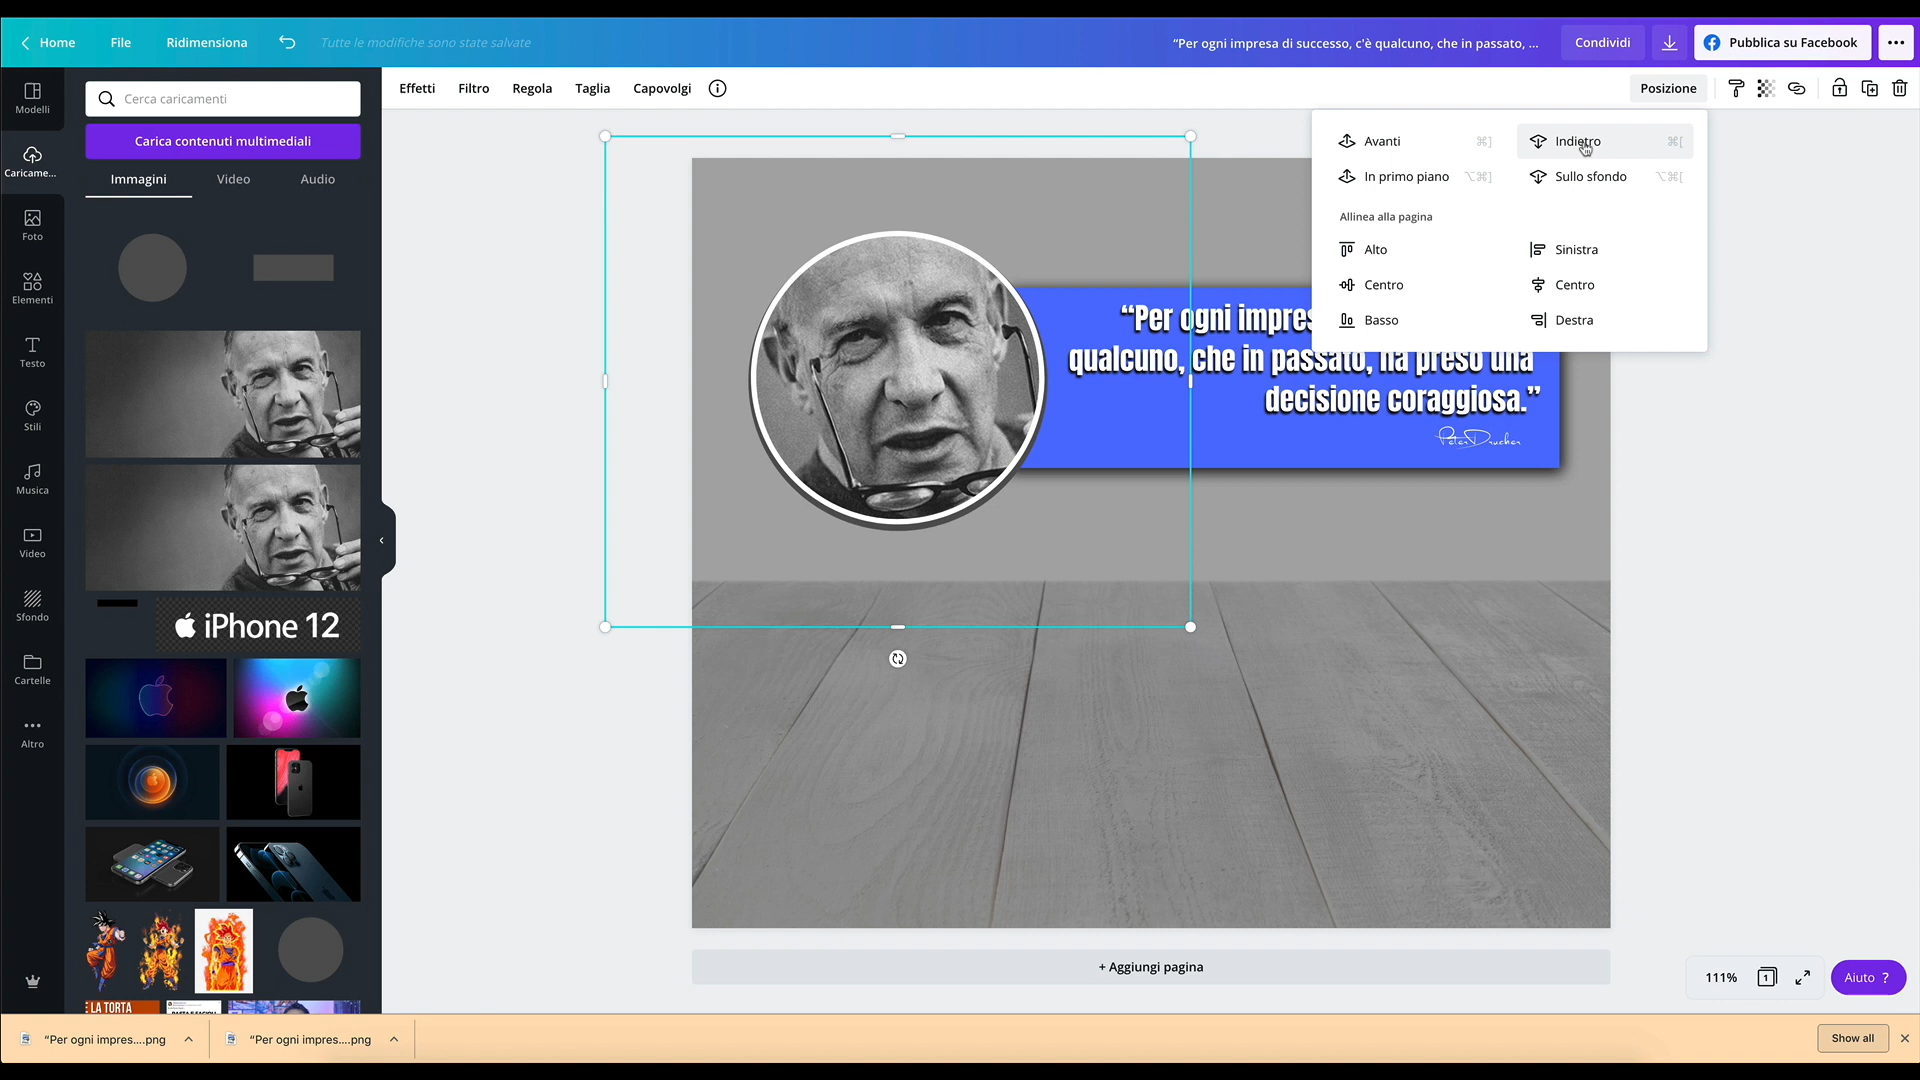 Home
File
Ridimensiona
Tutte le modifiche sono state salvate
“Per ogni impresa di successo, c'è qualcuno, che in passato, ...
Condividi
Pubblica su Facebook
Modelli
Caricame...
Foto
Elementi
Testo
Stili
Musica
Video
Sfondo
Cartelle
Altro
Cerca caricamenti
Carica contenuti multimediali
Immagini
Video
Audio
iPhone 12
LA TORTA
Effetti
Filtro
Regola
Taglia
Capovolgi
Posizione
Avanti ⌘]
Indietro ⌘[
In primo piano ⌥⌘]
Sullo sfondo ⌥⌘[
Allinea alla pagina
Alto
Sinistra
Centro
Centro
Basso
Destra
“Per ogni impres
qualcuno, che in passato, ha preso una
decisione coraggiosa.”
Peter Drucker
+ Aggiungi pagina
111%
1
Aiuto ?
“Per ogni impres....png
“Per ogni impres....png
Show all